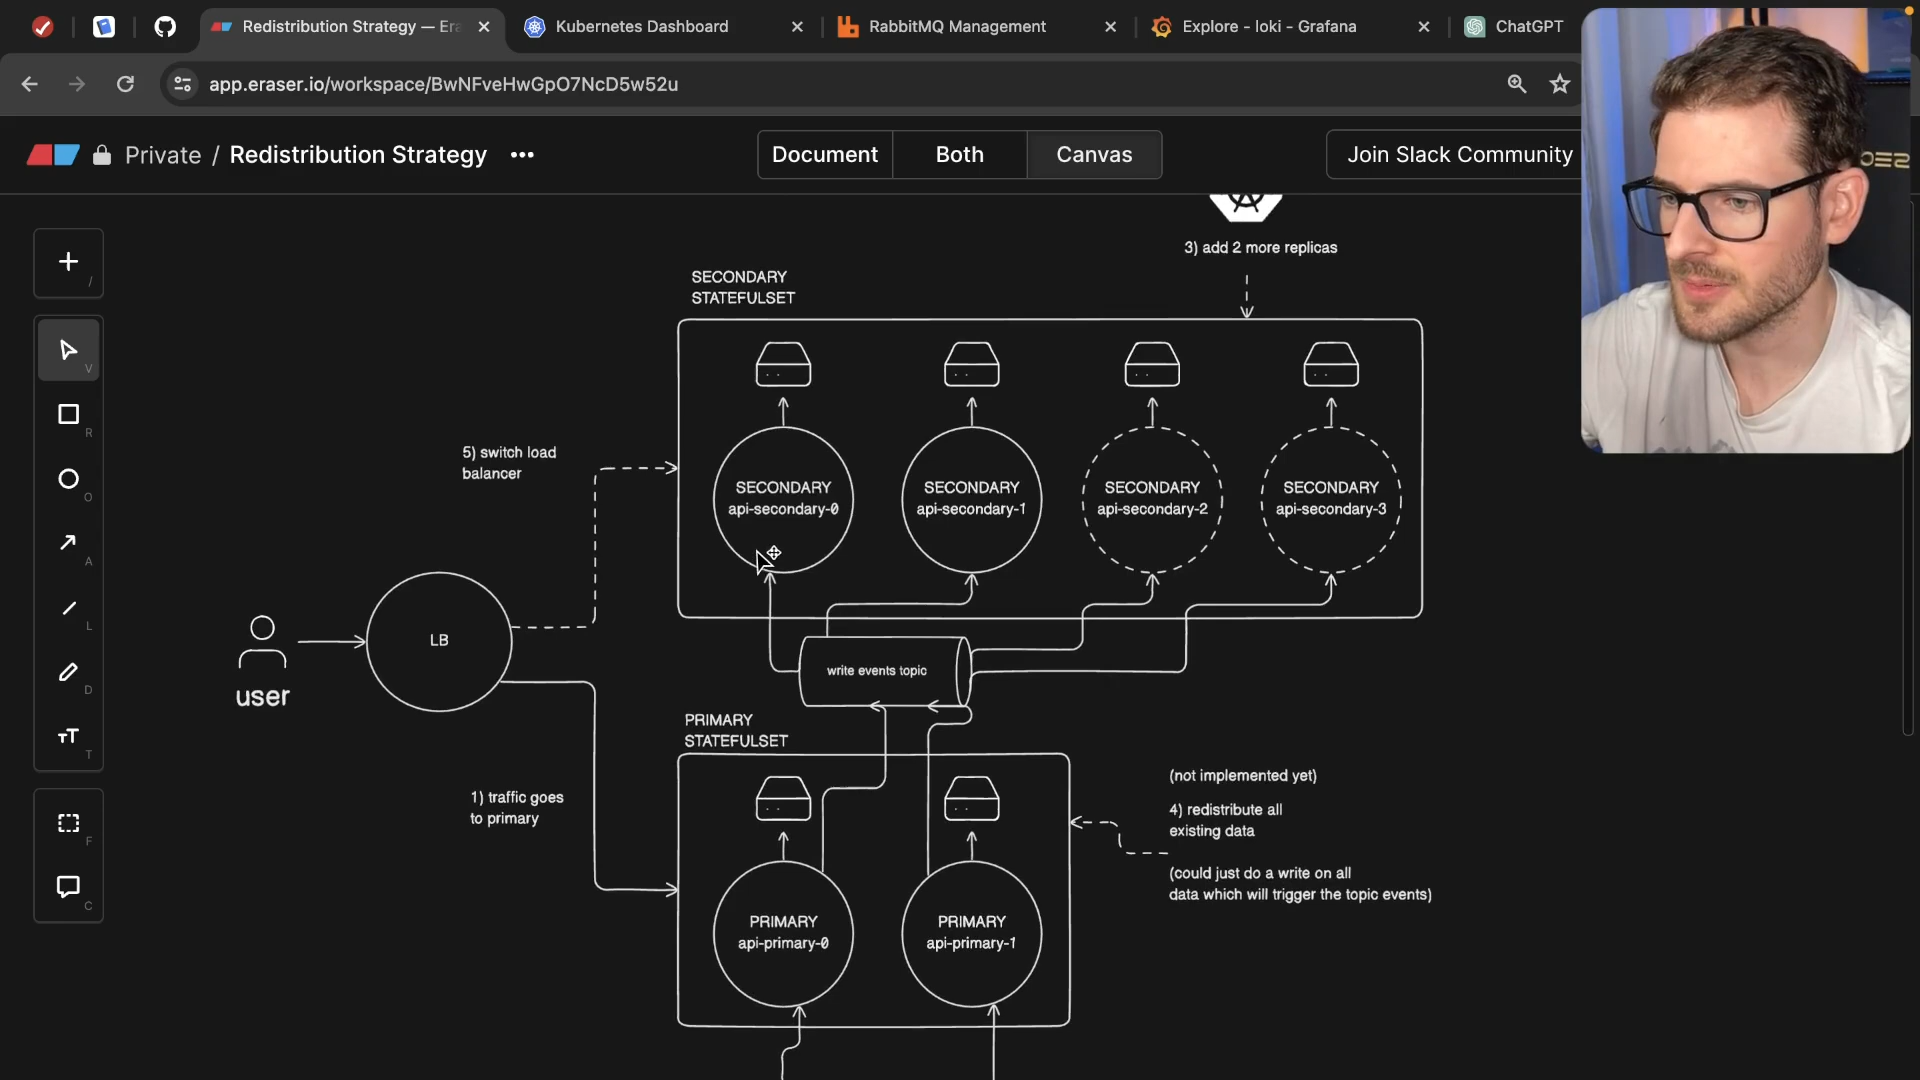 Redistribution Strategy — Era
Kubernetes Dashboard
RabbitMQ Management
Explore - loki - Grafana
ChatGPT
app.eraser.io/workspace/BwNFveHwGpO7NcD5w52u
Private / Redistribution Strategy
Document
Both
Canvas
Join Slack Community
3) add 2 more replicas
SECONDARY
STATEFULSET
/
V
R
O
A
L
D
T
F
C
5) switch load
balancer
SECONDARY
api-secondary-0
SECONDARY
api-secondary-1
SECONDARY
api-secondary-2
SECONDARY
api-secondary-3
LB
user
write events topic
PRIMARY
STATEFULSET
1) traffic goes
to primary
(not implemented yet)
4) redistribute all
existing data
(could just do a write on all
data which will trigger the topic events)
PRIMARY
api-primary-0
PRIMARY
api-primary-1